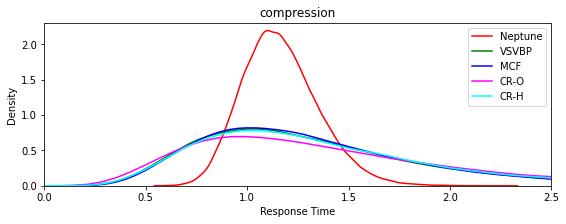 compression
Density
2.0
1.5
1.0
0.5
0.0
0.0 0.5 1.0 1.5 2.0 2.5
Response Time
Neptune
VSVBP
MCF
CR-O
CR-H